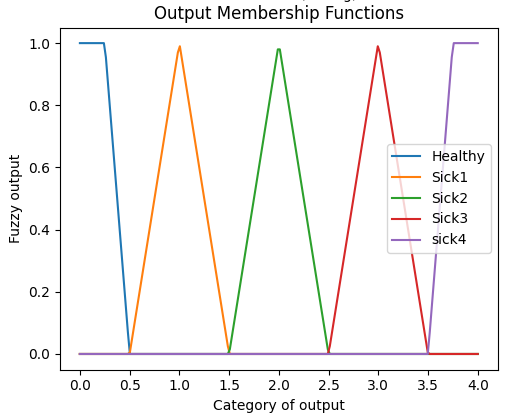 Output Membership Functions
1.0
0.8
0.6
0.4
0.2
0.0
Fuzzy output
Healthy
Sick1
Sick2
Sick3
sick4
0.0 0.5 1.0 1.5 2.0 2.5 3.0 3.5 4.0
Category of output